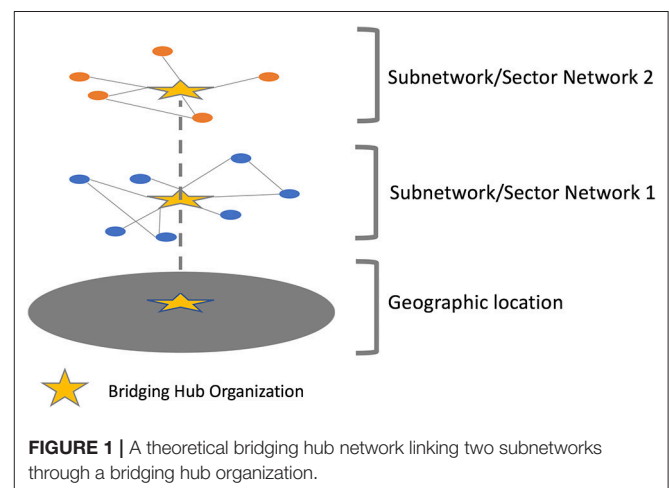 Subnetwork/Sector Network 2
Subnetwork/Sector Network 1
Geographic location
Bridging Hub Organization
FIGURE 1 | A theoretical bridging hub network linking two subnetworks
through a bridging hub organization.